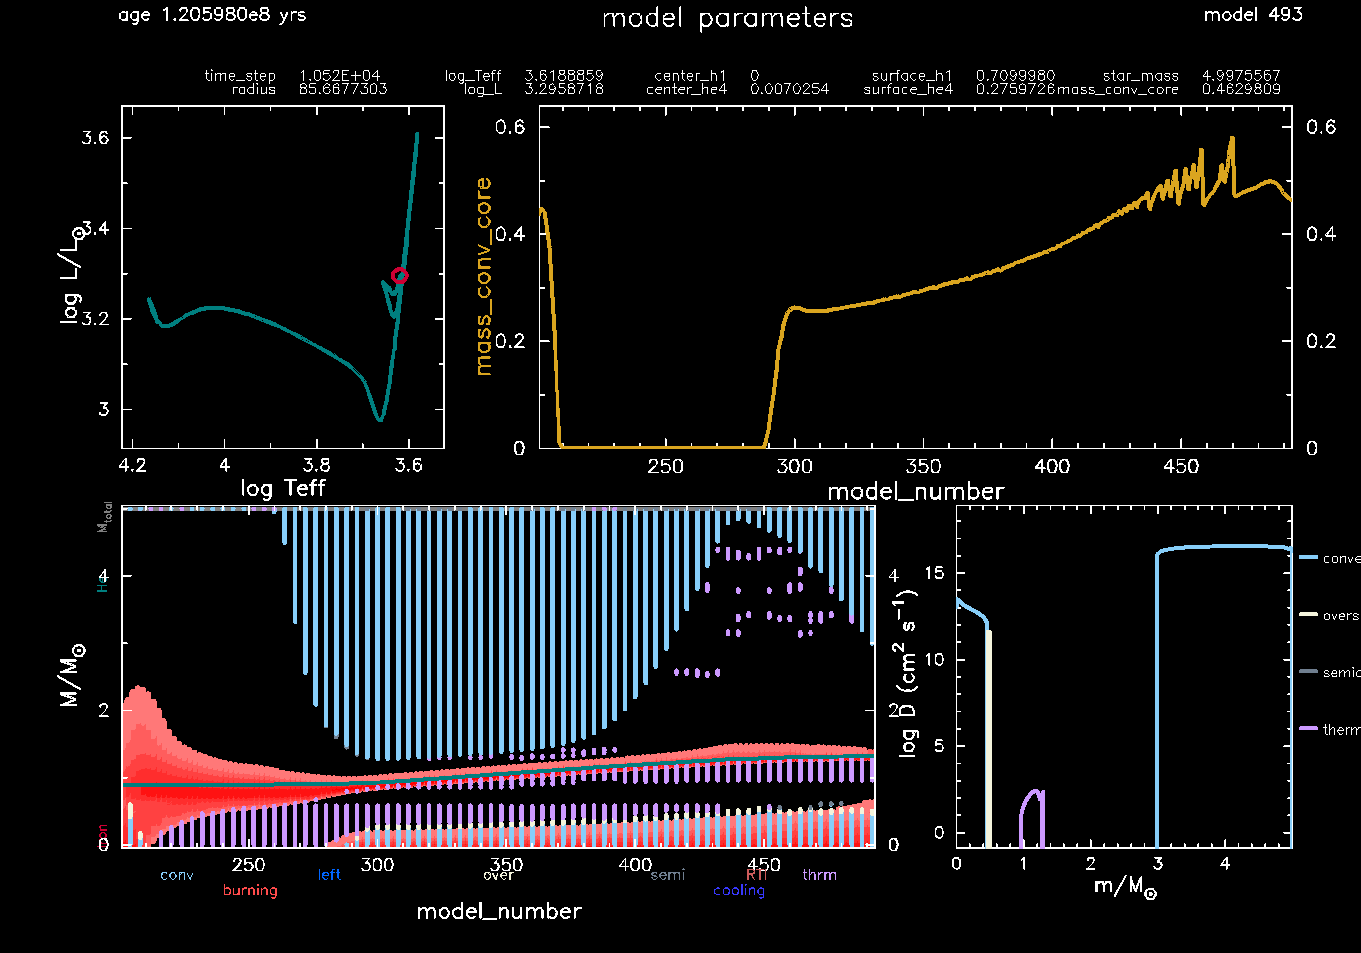 age 1.205980e8 yrs model parameters model 493
time_step 1.052E+04 log_Teff 3.6188859 center_h1 0 surface_h1 0.7099980 star_mass 4.9975567
radius 85.6677303 log_L 3.2958718 center_he4 0.0070254 surface_he4 0.2759726 mass_conv_core 0.4629809
log L/L⊙
3.6
3.4
3.2
3
4.2 4 3.8 3.6
log Teff
mass_conv_core
0.6 0.6
0.4 0.4
0.2 0.2
0 0
250 300 350 400 450
model_number
Mtotal
He
M/M⊙
4 4
2 2
0 0
250 300 350 400 450
conv left over semi RTI thrm
burning cooling
model_number
log D (cm² s⁻¹)
15
10
5
0
0 1 2 3 4
m/M⊙
conve
overs
semic
therm